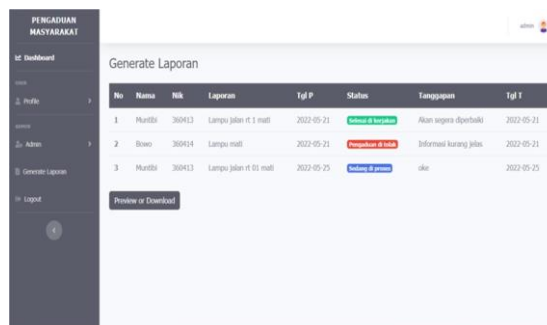 PENGADUAN
MASYARAKAT
admin
Dashboard
Generate Laporan
USER
Profile
No Nama Nik Laporan Tgl P Status Tanggapan Tgl T
1 Muntibi 360413 Lampu jalan rt 1 mati 2022-05-21 Selesai di kerjakan Akan segera diperbaiki 2022-05-21
ADMIN
Admin
2 Bowo 360414 Lampu mati 2022-05-21 Pengaduan di tolak Informasi kurang jelas 2022-05-21
3 Muntibi 360413 Lampu jalan rt 01 mati 2022-05-25 Sedang di proses oke 2022-05-25
Generate Laporan
Logout
Preview or Download